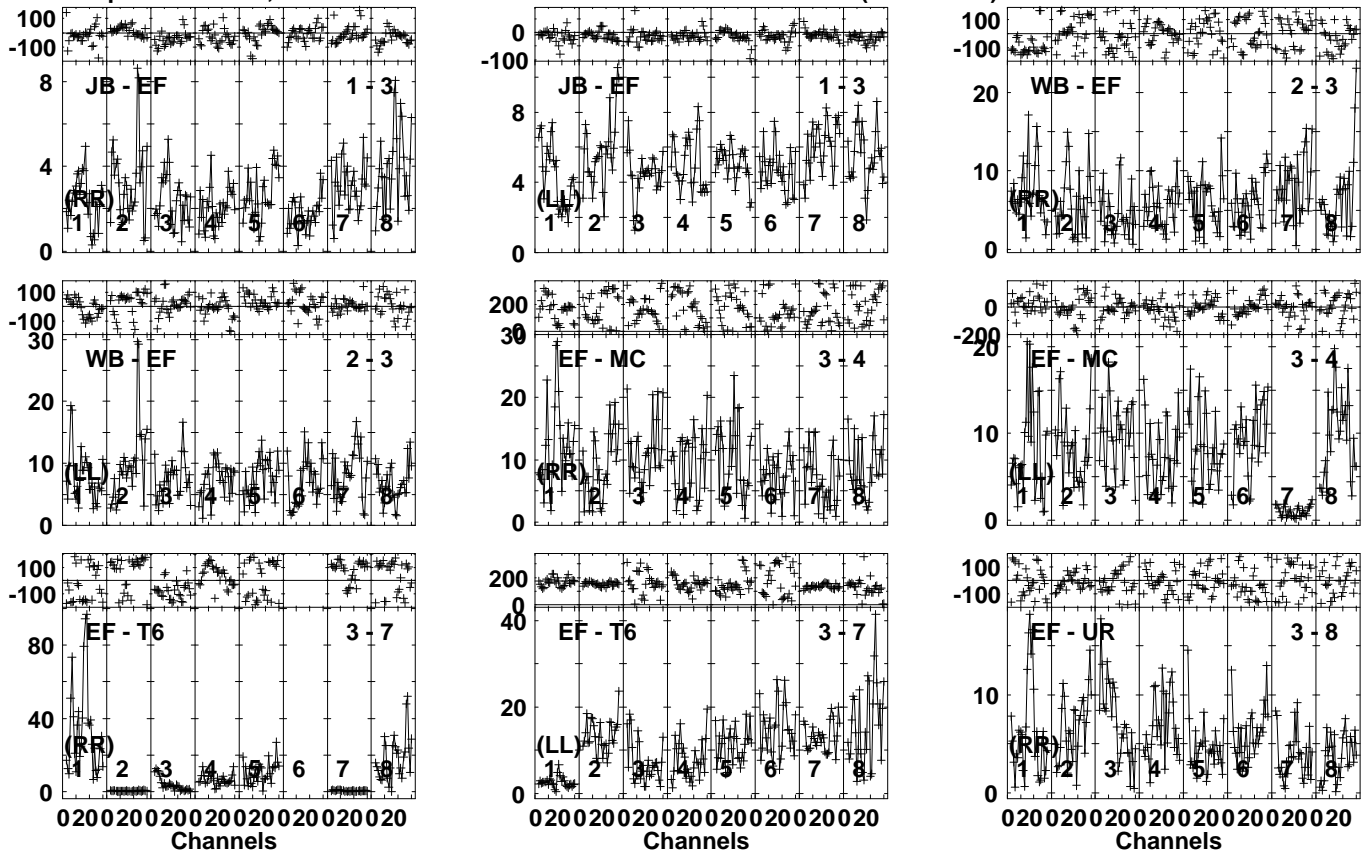 100 -100
JB - EF 1 - 3
8 4 0
(RR)
1 2 3 4 5 6 7 8
0 -100
JB - EF 1 - 3
8 4 0
(LL)
1 2 3 4 5 6 7 8
100 -100
WB - EF 2 - 3
20 10 0
(RR)
1 2 3 4 5 6 7 8
100 -100
WB - EF 2 - 3
30 20 10 0
(LL)
1 2 3 4 5 6 7 8
200 0
EF - MC 3 - 4
30 20 10 0
(RR)
1 2 3 4 5 6 7 8
0 -200
EF - MC 3 - 4
20 10 0
(LL)
1 2 3 4 5 6 7 8
100 -100
EF - T6 3 - 7
80 40 0
(RR)
1 2 3 4 5 6 7 8
0 20 0 20 0 20 0 20 0 20 0 20 0 20 0 20
Channels
200 0
EF - T6 3 - 7
40 20 0
(LL)
1 2 3 4 5 6 7 8
0 20 0 20 0 20 0 20 0 20 0 20 0 20 0 20
Channels
100 -100
EF - UR 3 - 8
10 0
(RR)
1 2 3 4 5 6 7 8
0 20 0 20 0 20 0 20 0 20 0 20 0 20 0 20
Channels